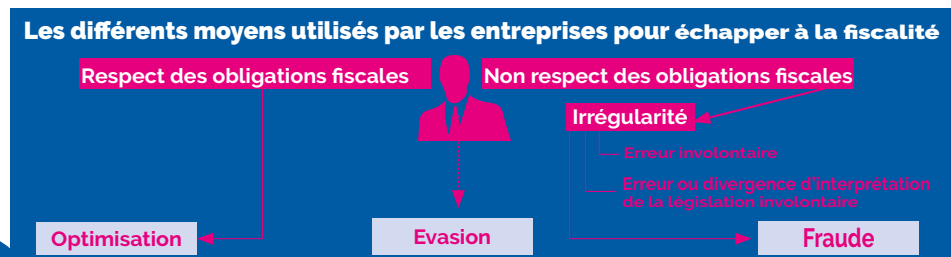 Les différents moyens utilisés par les entreprises pour échapper à la fiscalité
Respect des obligations fiscales
Non respect des obligations fiscales
Irrégularité
Erreur involontaire
Erreur ou divergence d'interprétation
de la législation involontaire
Optimisation
Evasion
Fraude